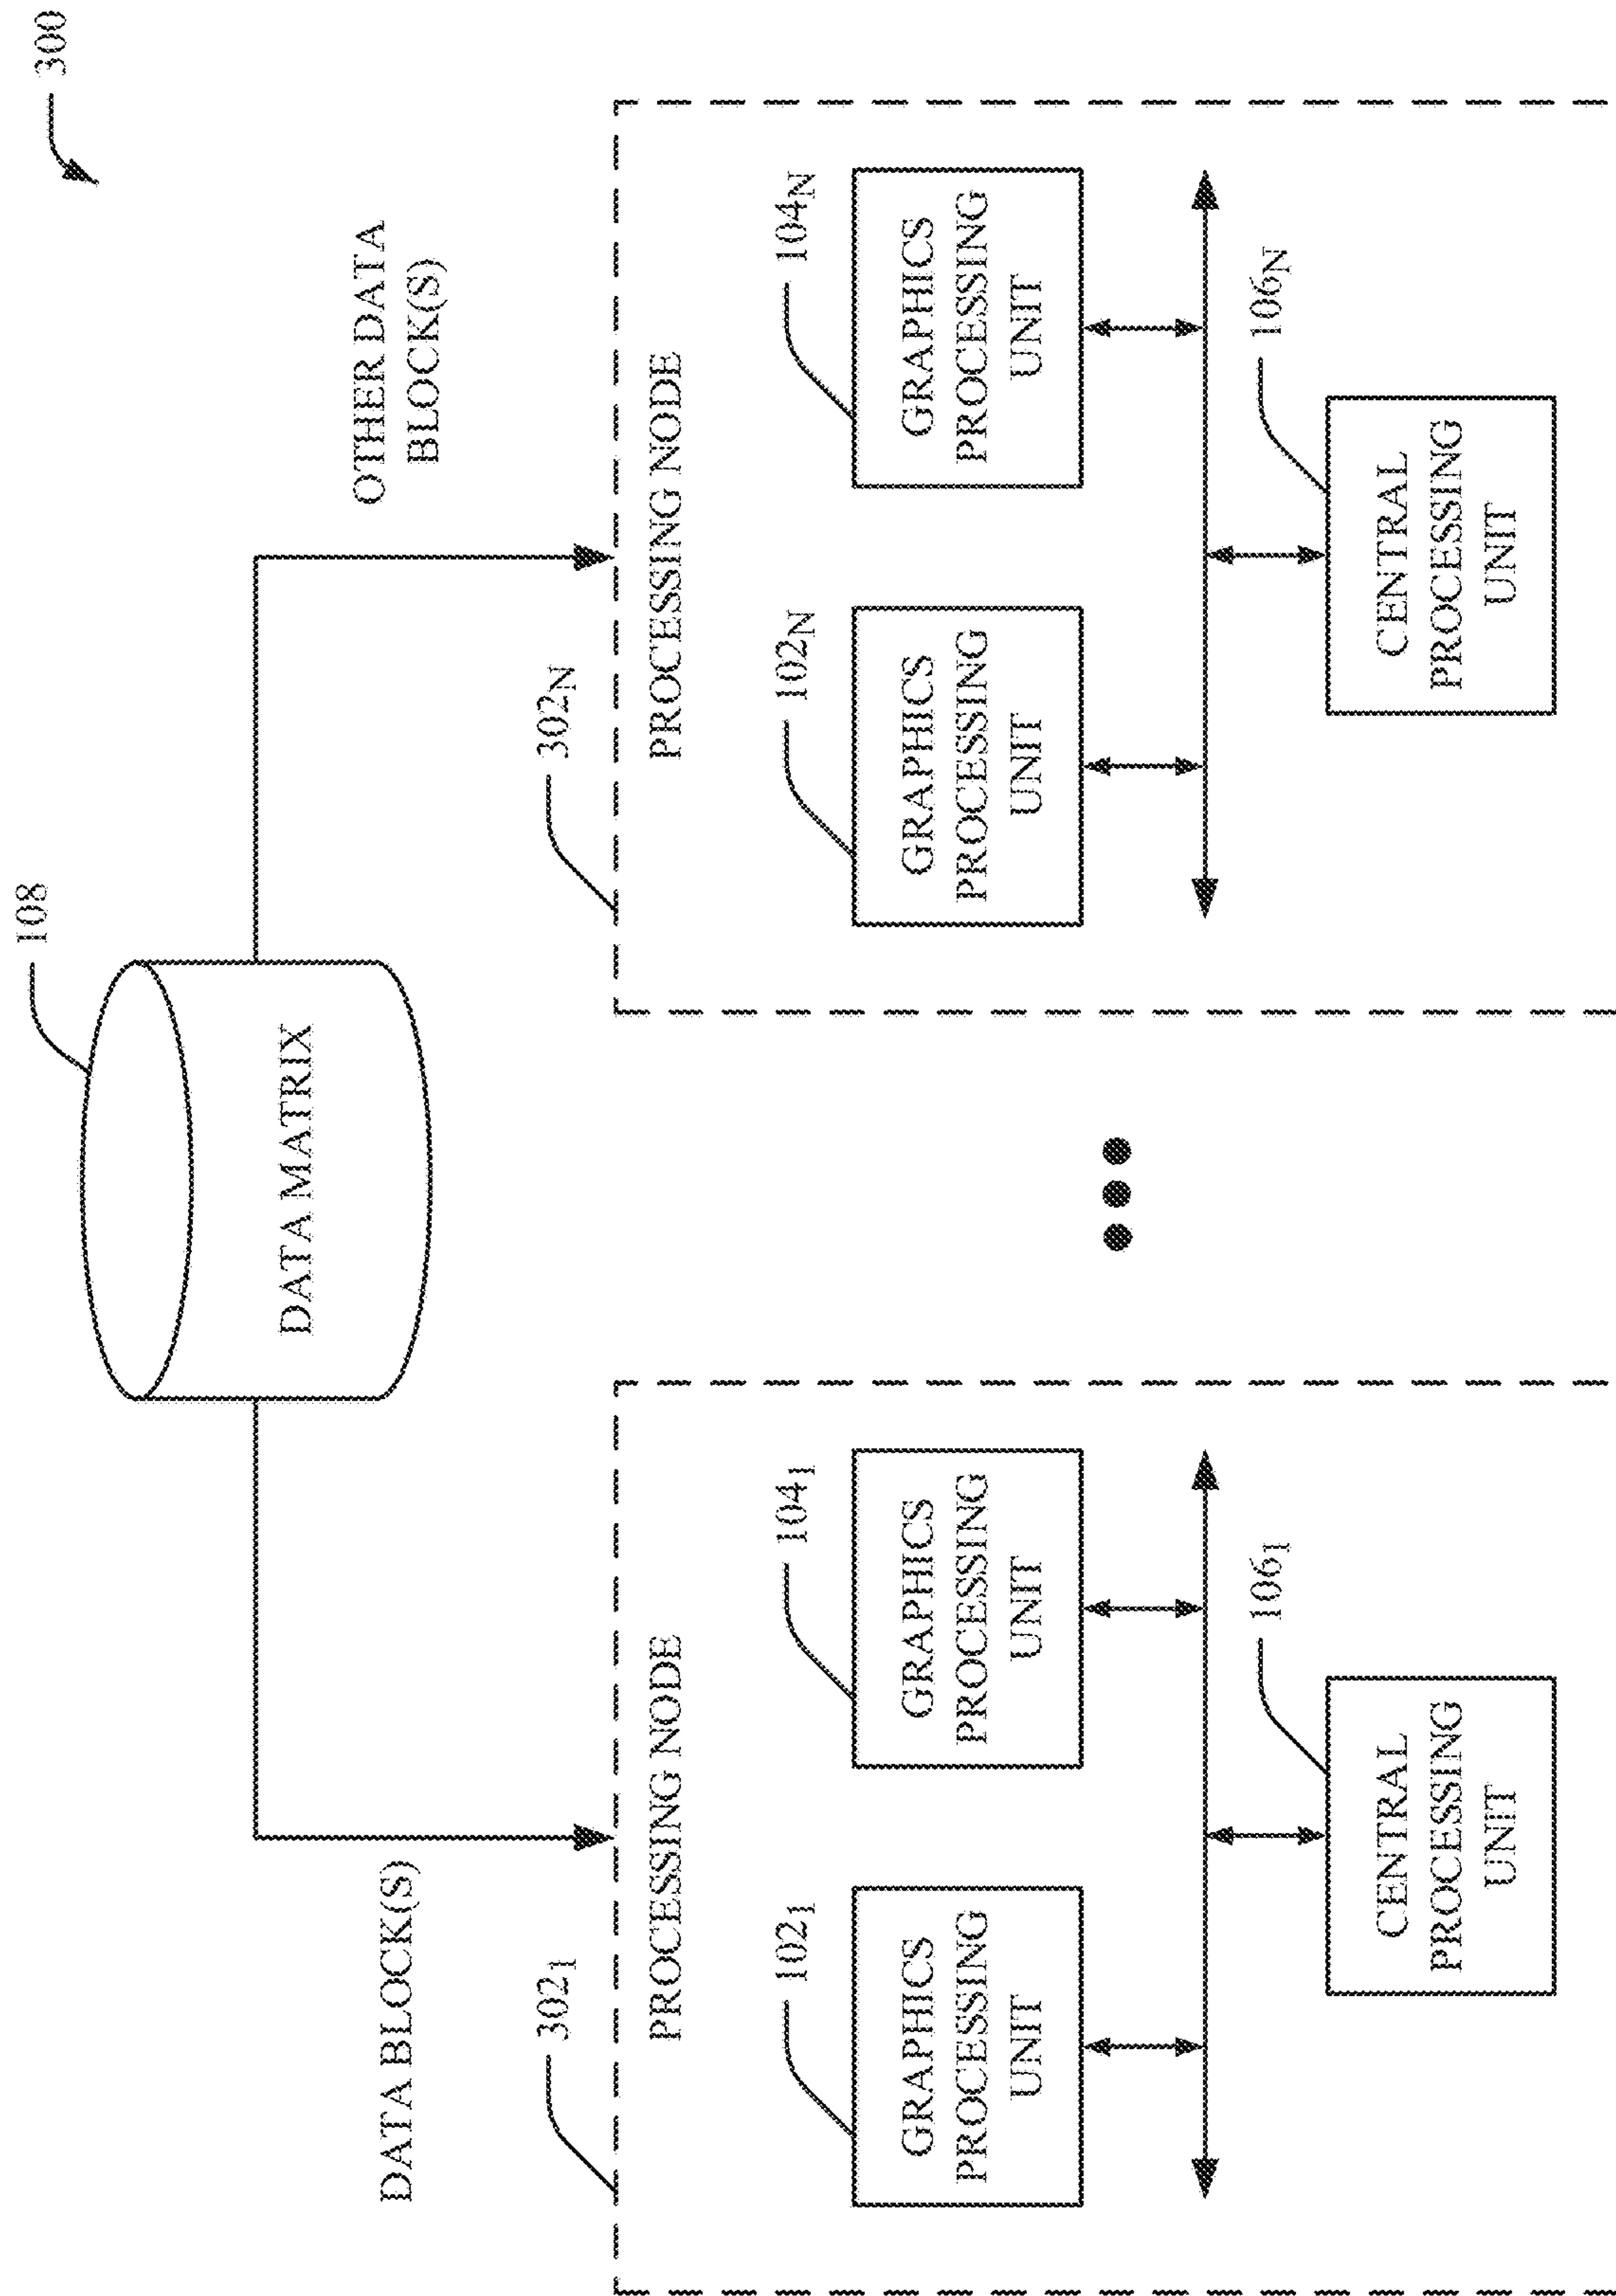 300
108
DATA MATRIX
DATA BLOCK(S)
OTHER DATA
BLOCK(S)
302₁
PROCESSING NODE
102₁
GRAPHICS
PROCESSING
UNIT
104₁
GRAPHICS
PROCESSING
UNIT
106₁
CENTRAL
PROCESSING
UNIT
302N
PROCESSING NODE
102N
GRAPHICS
PROCESSING
UNIT
104N
GRAPHICS
PROCESSING
UNIT
106N
CENTRAL
PROCESSING
UNIT